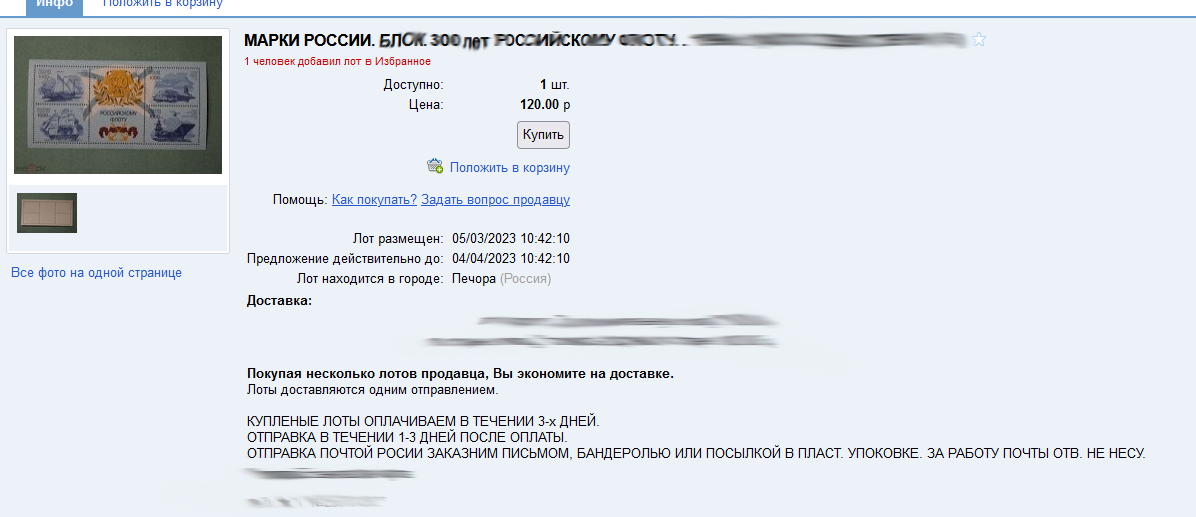 Инфо Положить в корзину
МАРКИ РОССИИ. БЛОК. 300 лет РОССИЙСКОМУ ФЛОТУ.
1 человек добавил лот в Избранное
Доступно: 1 шт.
Цена: 120.00 р
Купить
Положить в корзину
Помощь: Как покупать? Задать вопрос продавцу
Лот размещен: 05/03/2023 10:42:10
Предложение действительно до: 04/04/2023 10:42:10
Лот находится в городе: Печора (Россия)
РОССИЙСКОМУ
ФЛОТУ
Все фото на одной странице
Доставка:
Покупая несколько лотов продавца, Вы экономите на доставке.
Лоты доставляются одним отправлением.
КУПЛЕНЫЕ ЛОТЫ ОПЛАЧИВАЕМ В ТЕЧЕНИИ 3-х ДНЕЙ.
ОТПРАВКА В ТЕЧЕНИИ 1-3 ДНЕЙ ПОСЛЕ ОПЛАТЫ.
ОТПРАВКА ПОЧТОЙ РОСИИ ЗАКАЗНИМ ПИСЬМОМ, БАНДЕРОЛЬЮ ИЛИ ПОСЫЛКОЙ В ПЛАСТ. УПОКОВКЕ. ЗА РАБОТУ ПОЧТЫ ОТВ. НЕ НЕСУ.